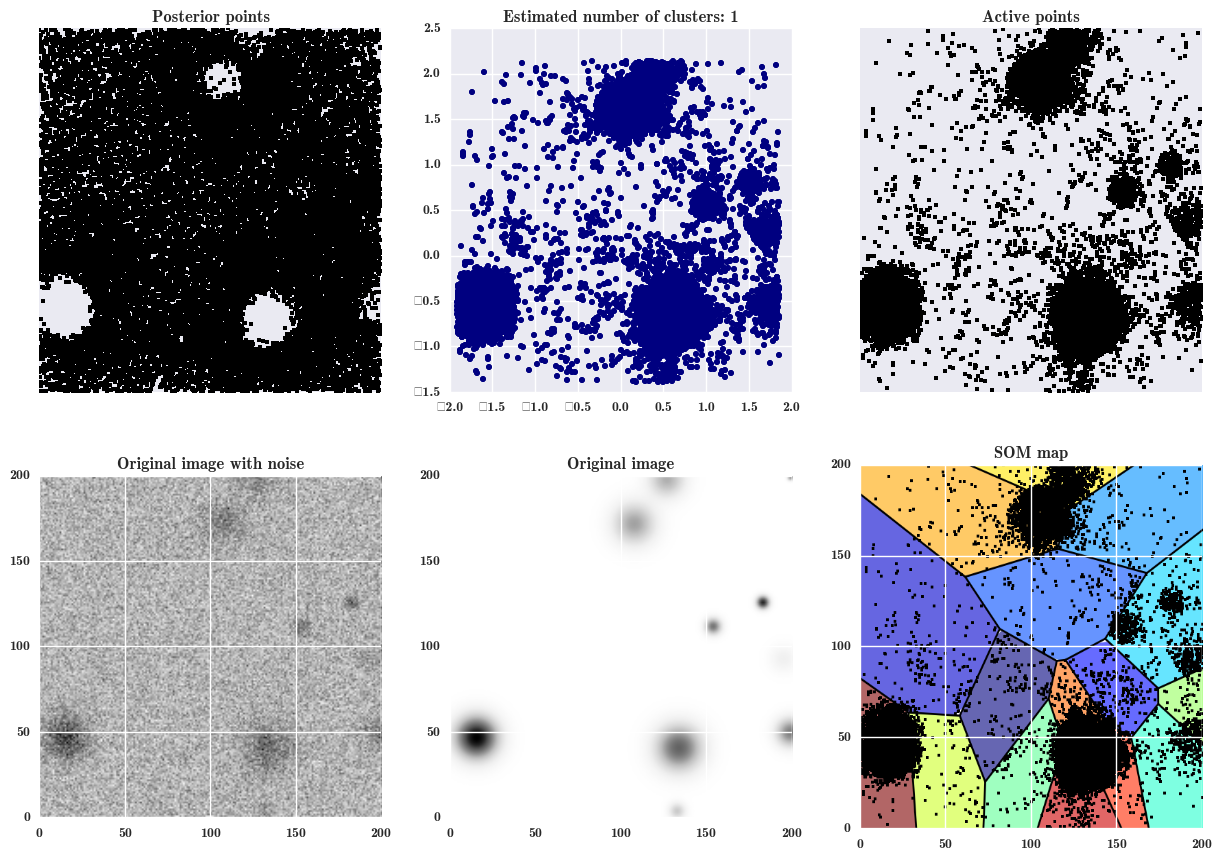 Posterior points
Estimated number of clusters: 1
Active points
2.5
2.0
1.5
1.0
0.5
0.0
□0.5
□1.0
□1.5
□2.0 □1.5 □1.0 □0.5 0.0 0.5 1.0 1.5 2.0
Original image with noise
Original image
SOM map
200
150
100
50
0
0 50 100 150 200
200
150
100
50
0
0 50 100 150 200
200
150
100
50
0
0 50 100 150 200